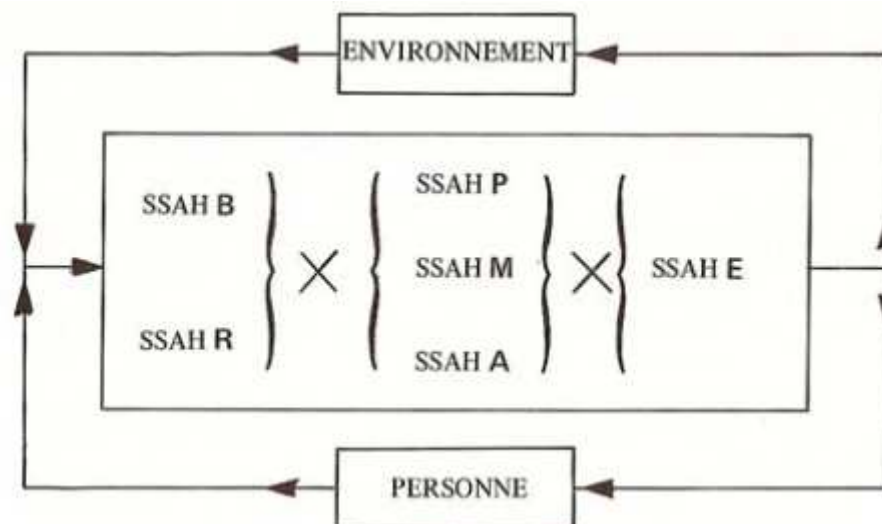 ENVIRONNEMENT
SSAH B
SSAH R
SSAH P
SSAH M
SSAH A
SSAH E
PERSONNE